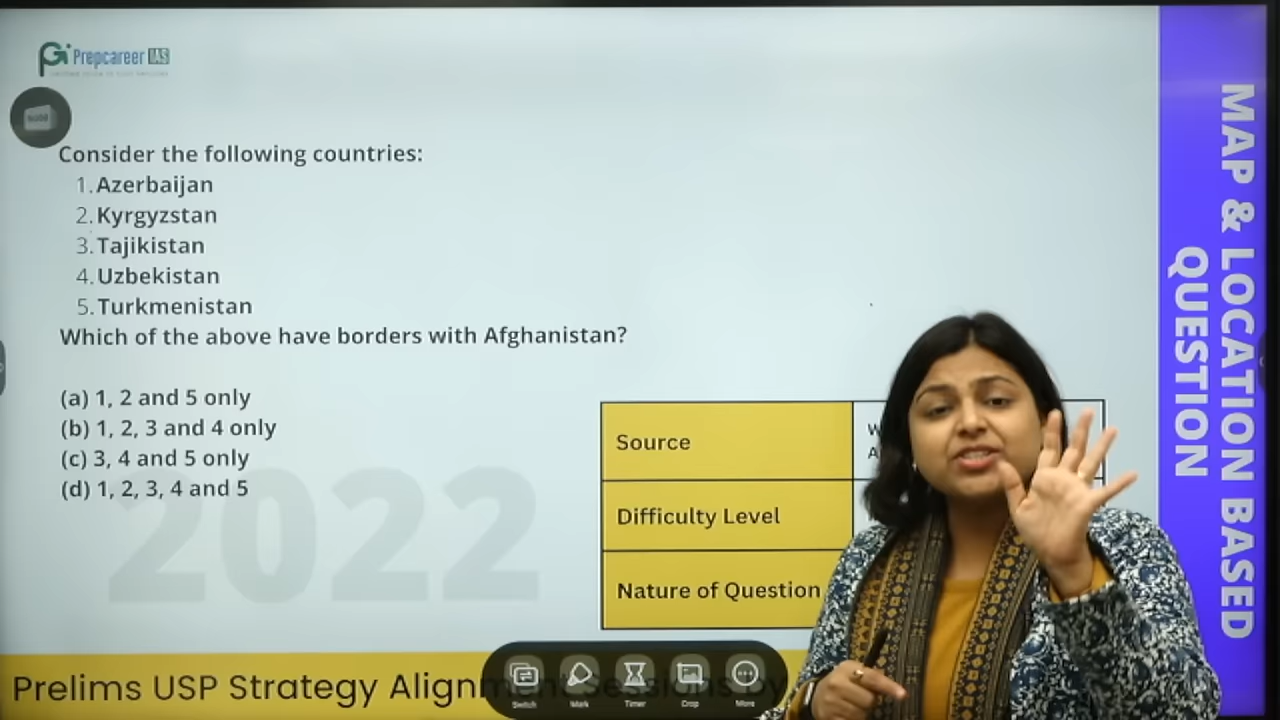 Prepcareer IAS
Consider the following countries:
1. Azerbaijan
2. Kyrgyzstan
3. Tajikistan
4. Uzbekistan
5. Turkmenistan
Which of the above have borders with Afghanistan?
(a) 1, 2 and 5 only
(b) 1, 2, 3 and 4 only
(c) 3, 4 and 5 only
(d) 1, 2, 3, 4 and 5
2022
Source
Difficulty Level
Nature of Question
MAP & LOCATION BASED
QUESTION
Prelims USP Strategy Alignment Sessions by
Switch
Mark
Timer
Crop
More